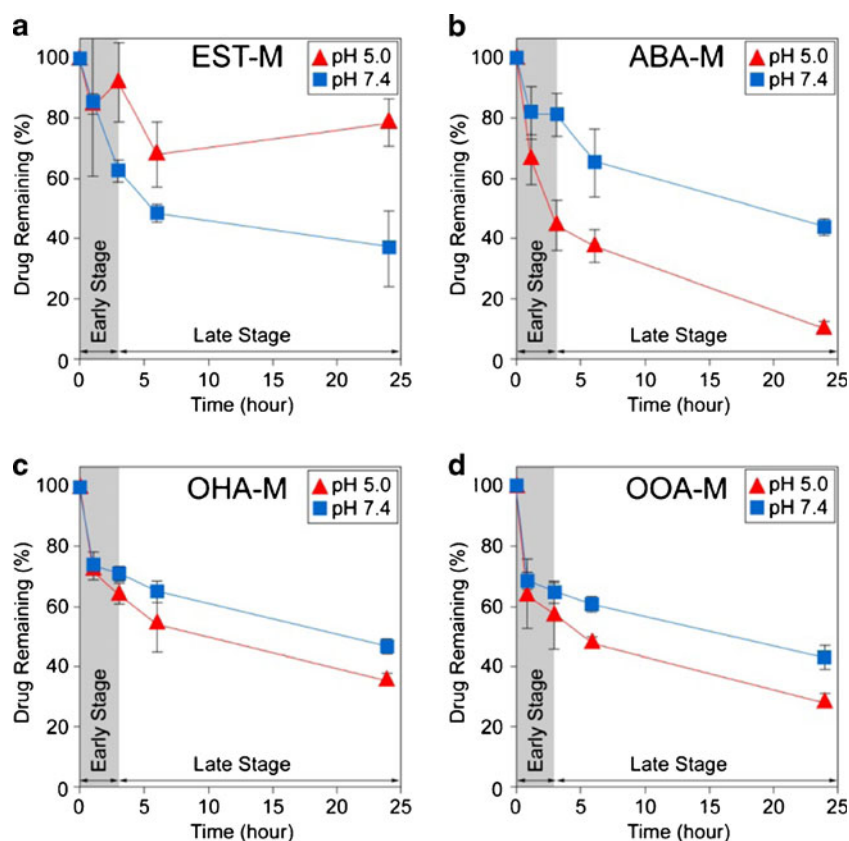 a
EST-M
pH 5.0
pH 7.4
Drug Remaining (%)
100
80
60
40
20
0
Early Stage
Late Stage
0 5 10 15 20 25
Time (hour)
b
ABA-M
pH 5.0
pH 7.4
Drug Remaining (%)
100
80
60
40
20
0
Early Stage
Late Stage
0 5 10 15 20 25
Time (hour)
c
OHA-M
pH 5.0
pH 7.4
Drug Remaining (%)
100
80
60
40
20
0
Early Stage
Late Stage
0 5 10 15 20 25
Time (hour)
d
OOA-M
pH 5.0
pH 7.4
Drug Remaining (%)
100
80
60
40
20
0
Early Stage
Late Stage
0 5 10 15 20 25
Time (hour)